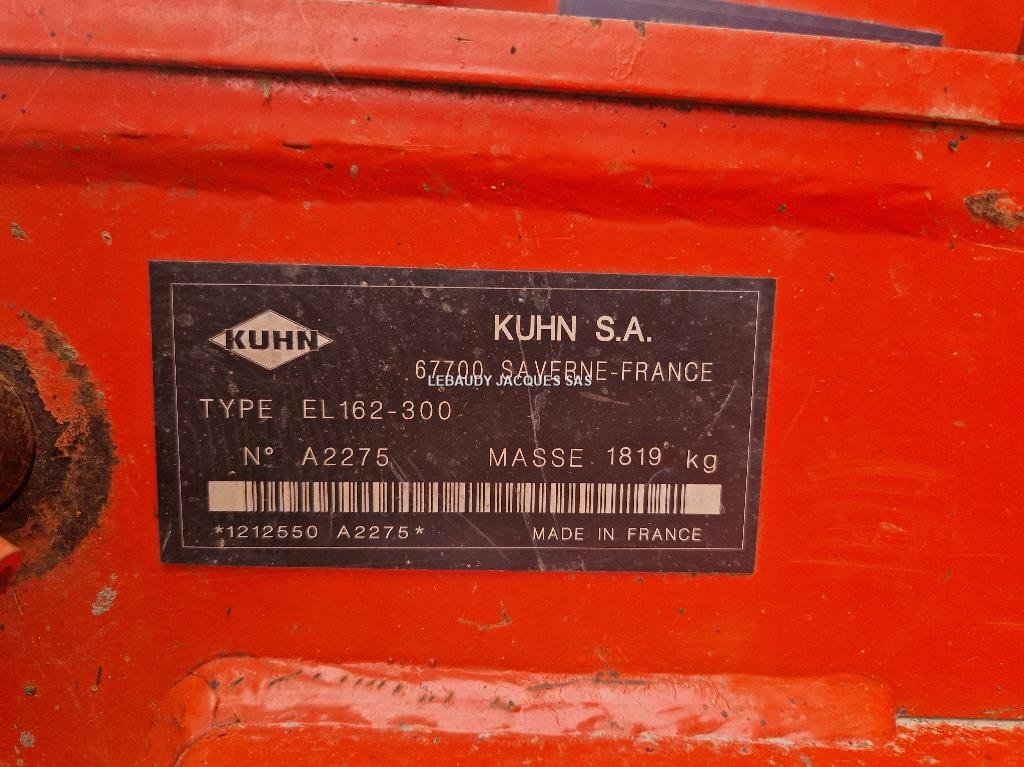 KUHN
KUHN S.A.
67700 SAVERNE-FRANCE
LEBAUDY JACQUES SAS
TYPE EL162-300
N° A2275 MASSE 1819 kg
*1212550 A2275* MADE IN FRANCE